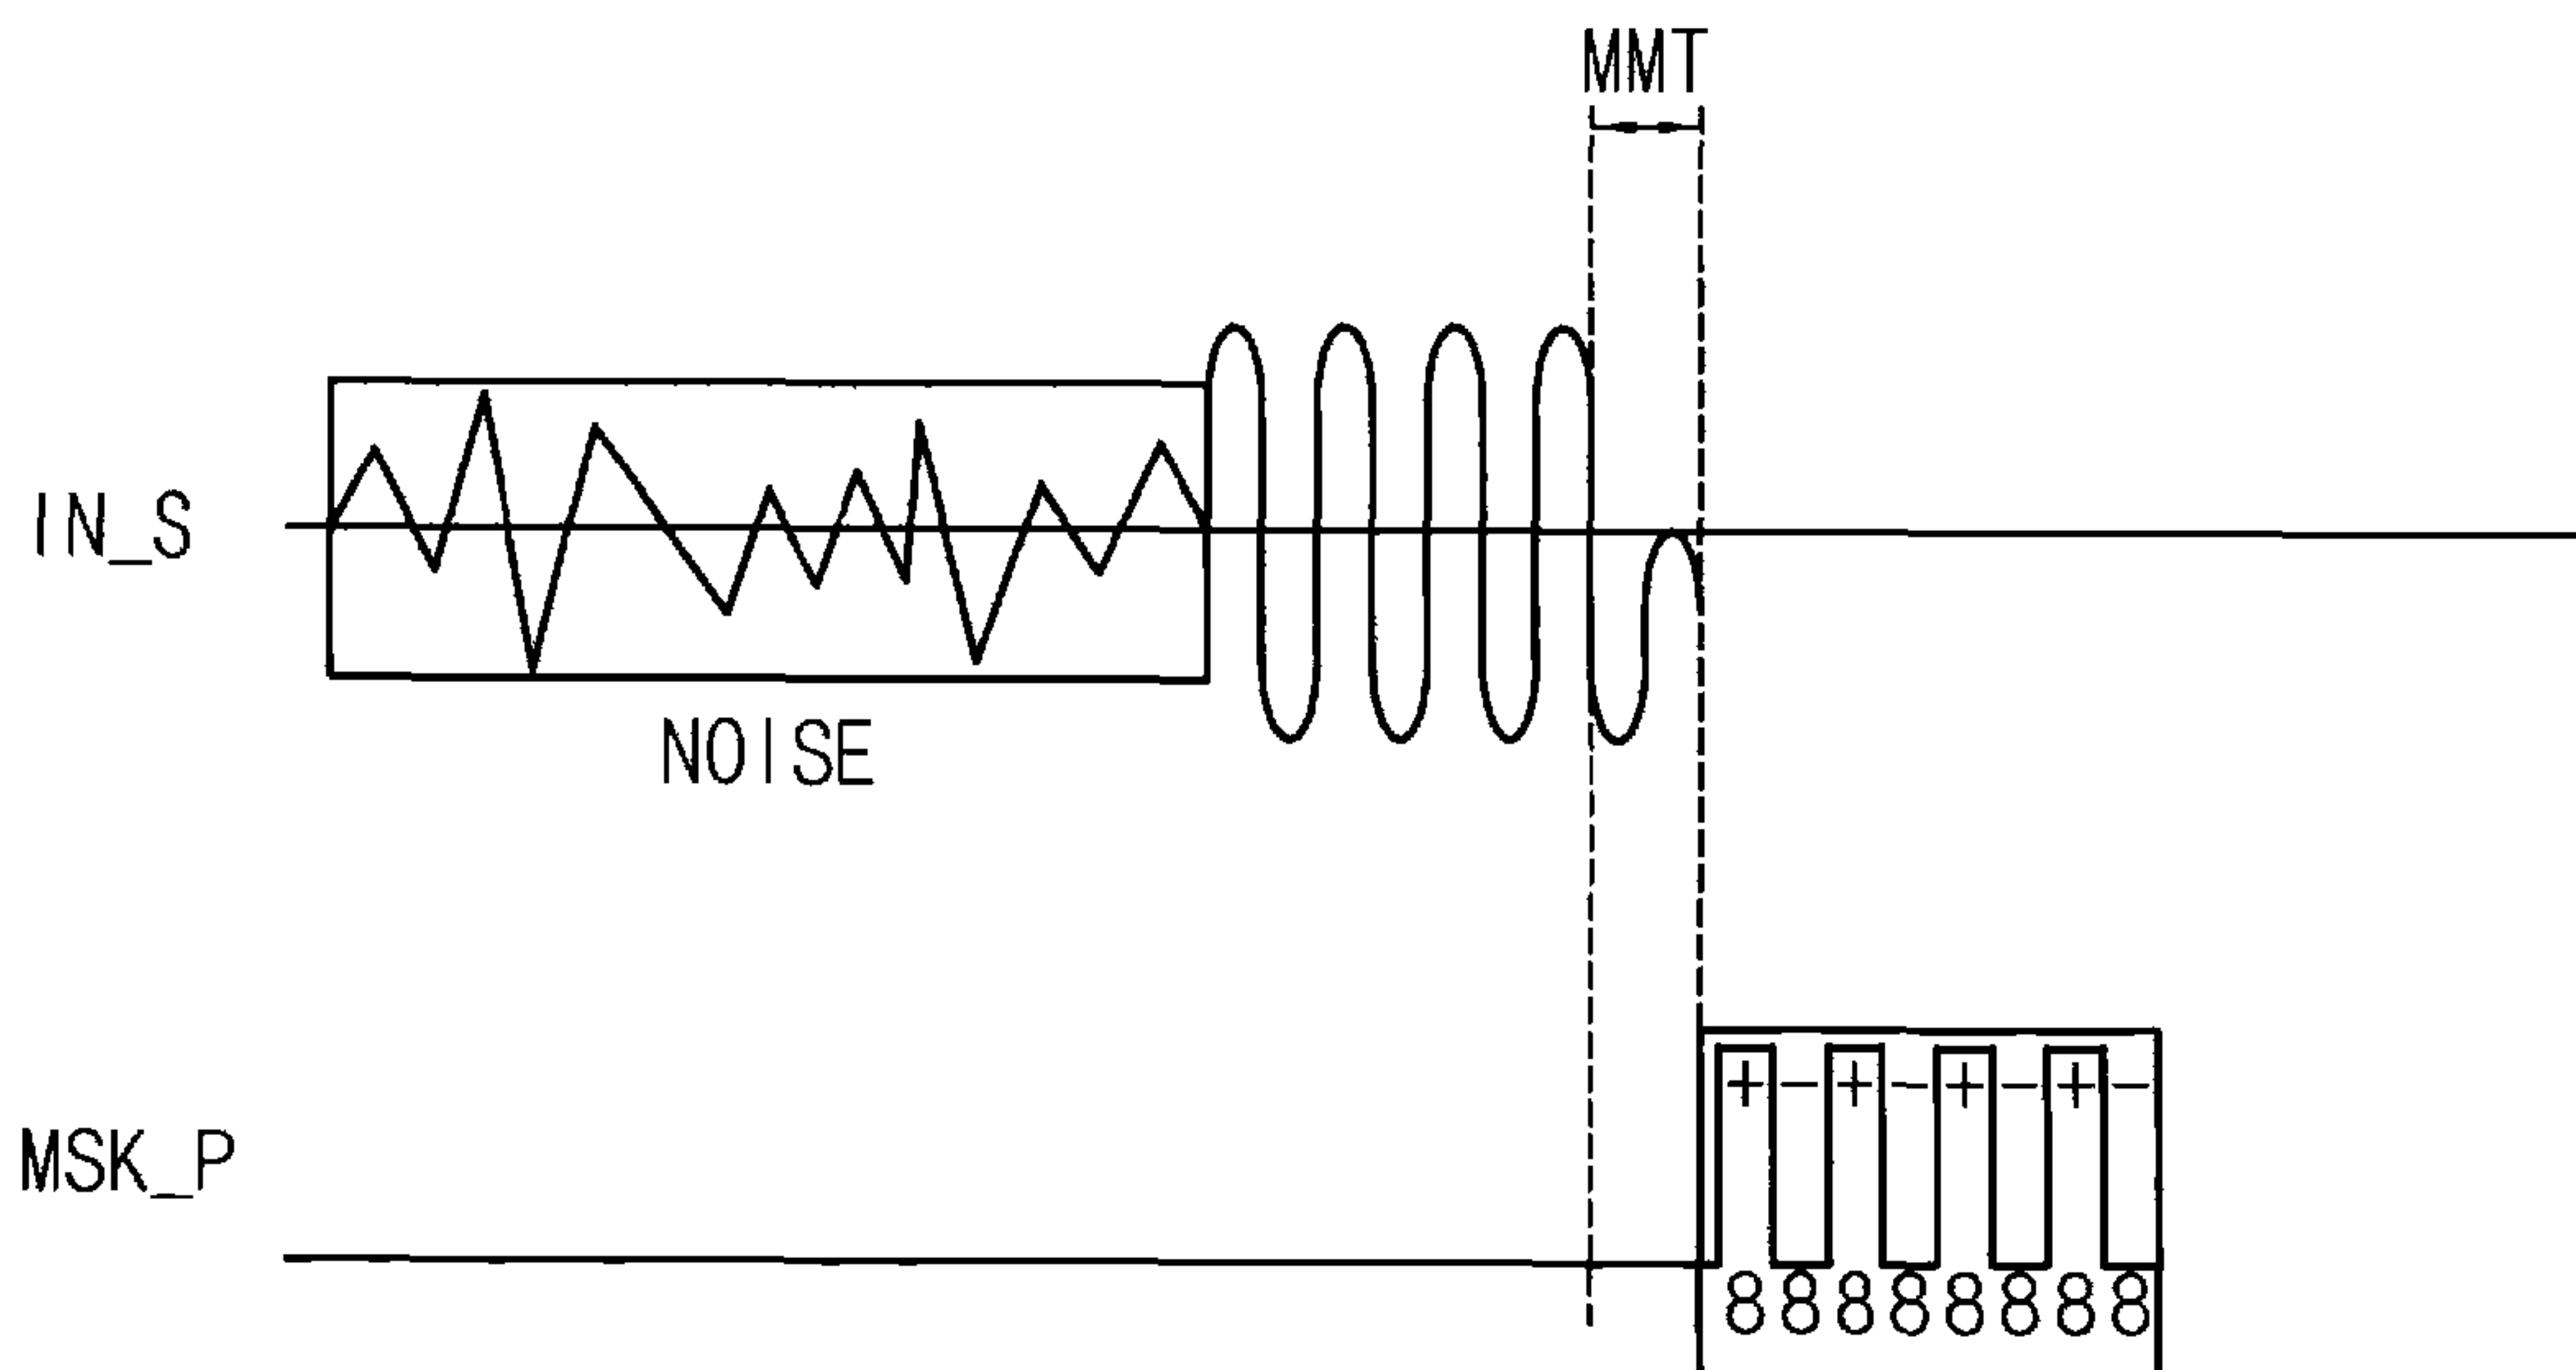 MMT
IN_S
NOISE
+ - + - + - + -
MSK_P
8 8 8 8 8 8 8 8